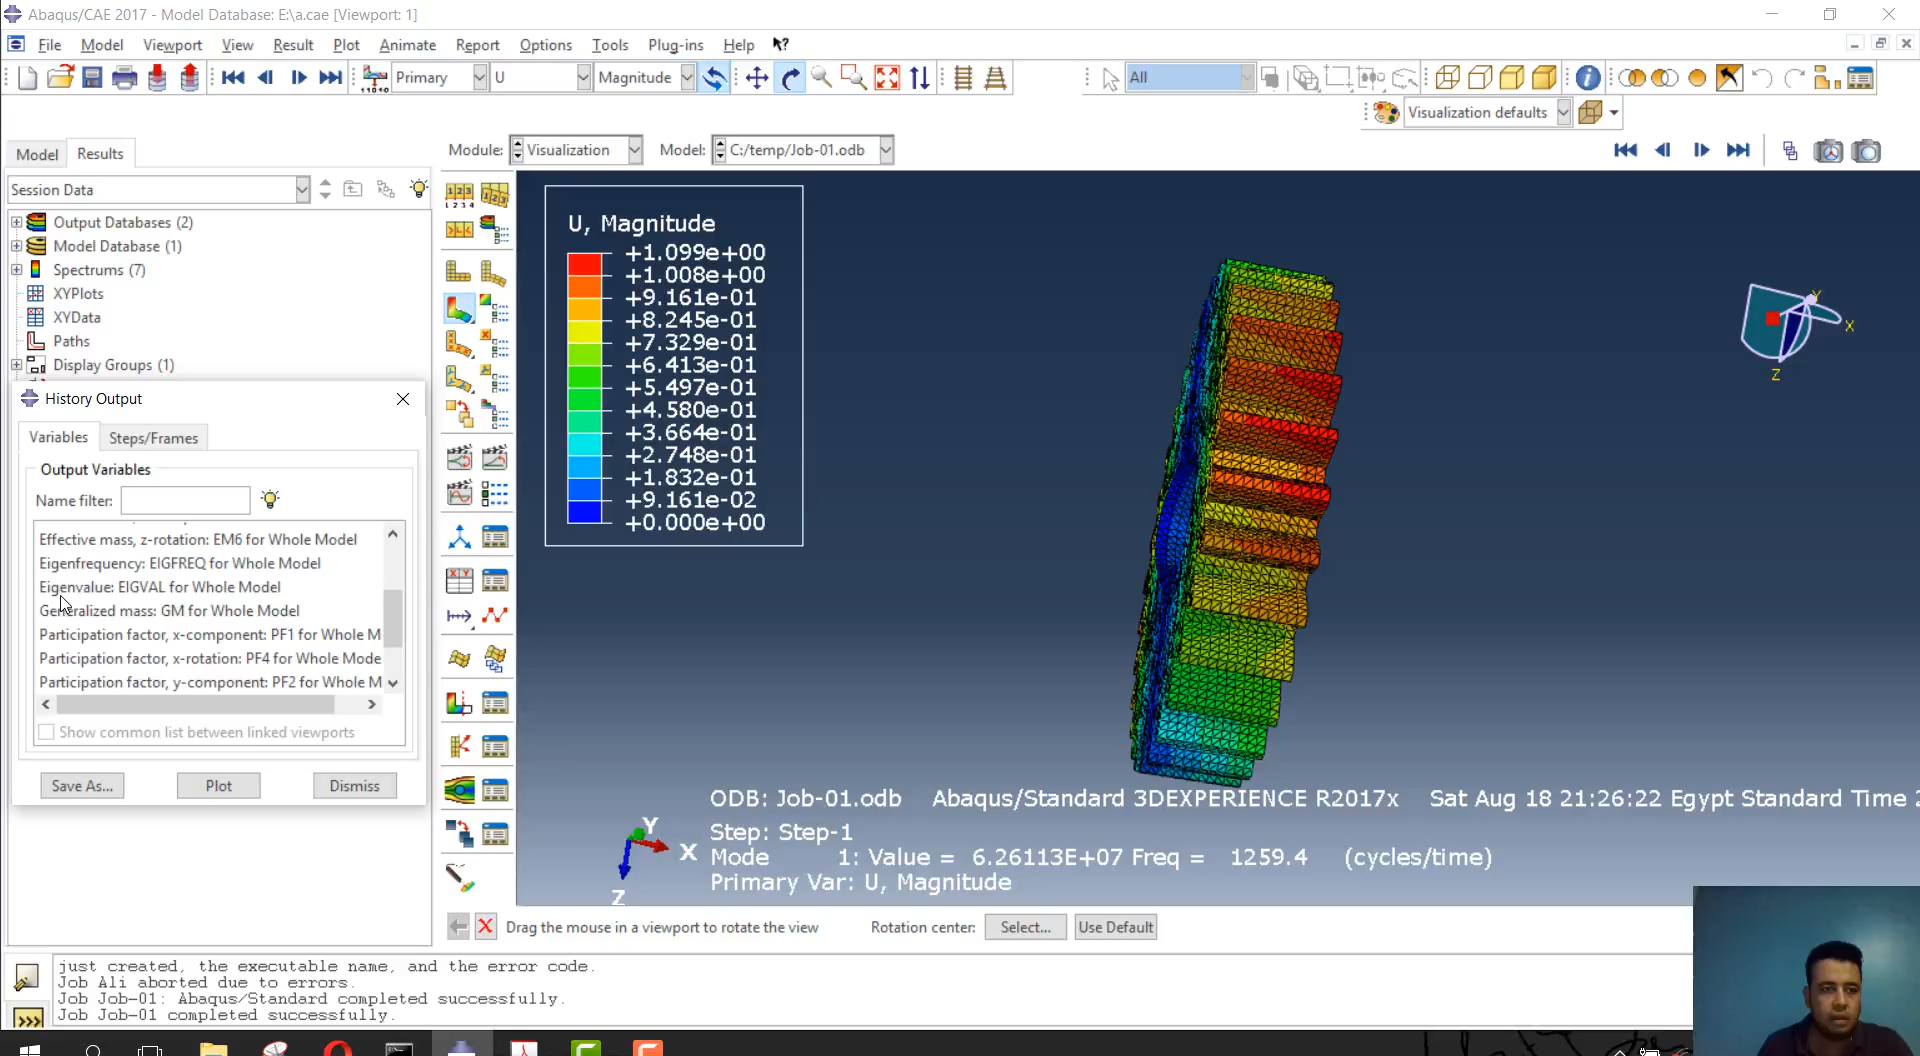 Abaqus/CAE 2017 - Model Database: E:\a.cae [Viewport: 1]
File Model Viewport View Result Plot Animate Report Options Tools Plug-ins Help
Primary U Magnitude All
Visualization defaults
Model Results
Module: Visualization Model: C:/temp/Job-01.odb
Session Data
Output Databases (2)
Model Database (1)
Spectrums (7)
XYPlots
XYData
Paths
Display Groups (1)
History Output
Variables Steps/Frames
Output Variables
Name filter:
Effective mass, z-rotation: EM6 for Whole Model
Eigenfrequency: EIGFREQ for Whole Model
Eigenvalue: EIGVAL for Whole Model
Generalized mass: GM for Whole Model
Participation factor, x-component: PF1 for Whole M
Participation factor, x-rotation: PF4 for Whole Mode
Participation factor, y-component: PF2 for Whole M
Show common list between linked viewports
Save As... Plot Dismiss
U, Magnitude
+1.099e+00
+1.008e+00
+9.161e-01
+8.245e-01
+7.329e-01
+6.413e-01
+5.497e-01
+4.580e-01
+3.664e-01
+2.748e-01
+1.832e-01
+9.161e-02
+0.000e+00
Y
X
Z
Y
X
Z
ODB: Job-01.odb Abaqus/Standard 3DEXPERIENCE R2017x Sat Aug 18 21:26:22 Egypt Standard Time 2
Step: Step-1
Mode 1: Value = 6.26113E+07 Freq = 1259.4 (cycles/time)
Primary Var: U, Magnitude
Drag the mouse in a viewport to rotate the view Rotation center: Select... Use Default
just created, the executable name, and the error code.
Job Ali aborted due to errors.
Job Job-01: Abaqus/Standard completed successfully.
Job Job-01 completed successfully.